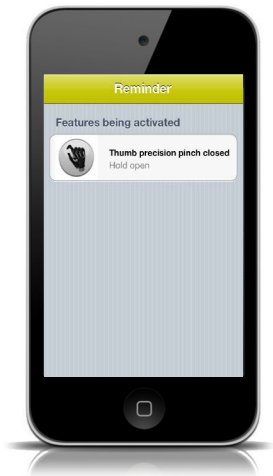 Reminder
Features being activated
Thumb precision pinch closed
Hold open